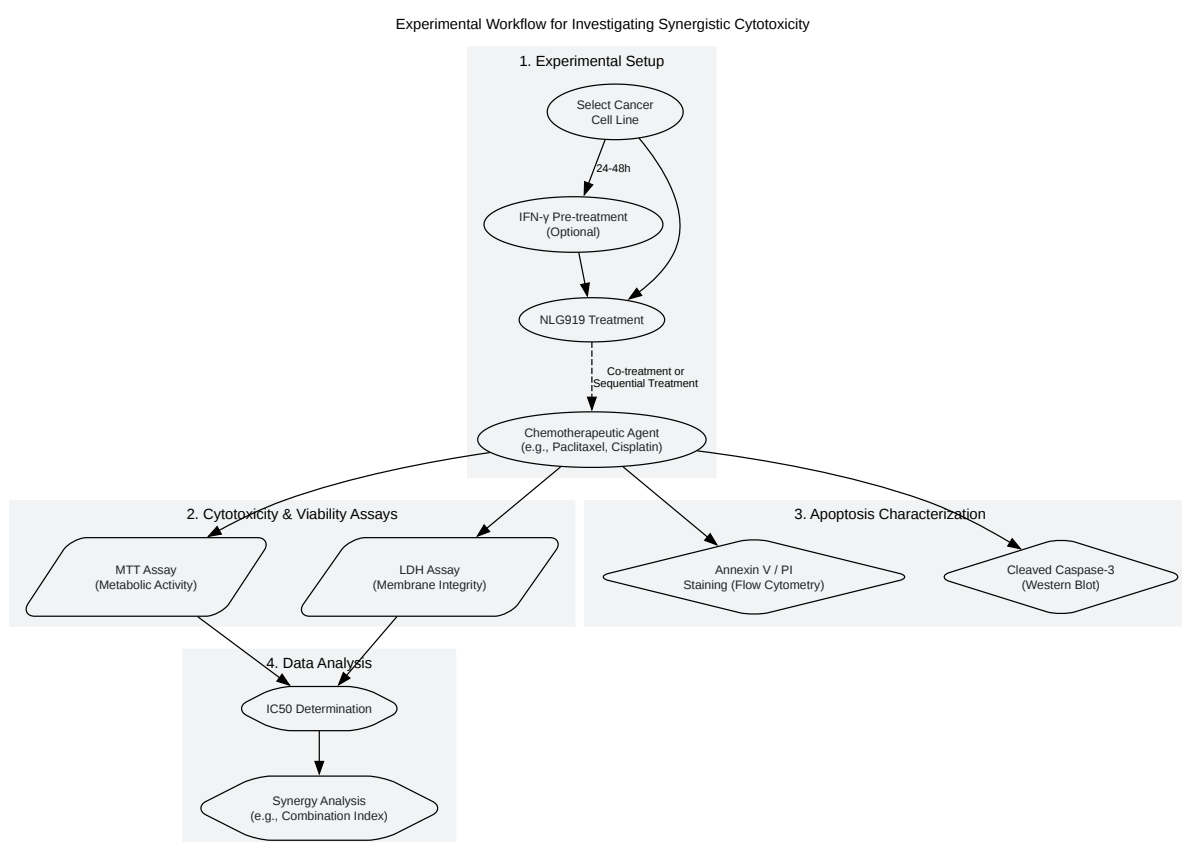 Experimental Workflow for Investigating Synergistic Cytotoxicity
1. Experimental Setup
Select Cancer
Cell Line
24-48h
IFN-γ Pre-treatment
(Optional)
NLG919 Treatment
Co-treatment or
Sequential Treatment
Chemotherapeutic Agent
(e.g., Paclitaxel, Cisplatin)
2. Cytotoxicity & Viability Assays
MTT Assay
(Metabolic Activity)
LDH Assay
(Membrane Integrity)
3. Apoptosis Characterization
Annexin V / PI
Staining (Flow Cytometry)
Cleaved Caspase-3
(Western Blot)
4. Data Analysis
IC50 Determination
Synergy Analysis
(e.g., Combination Index)